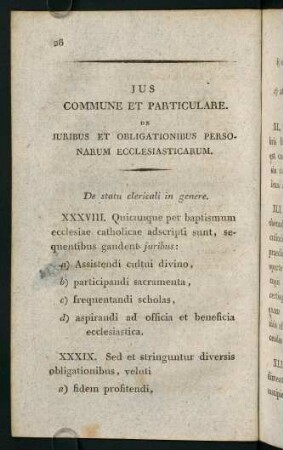 28
JUS
COMMUNE ET PARTICULARE.
DE
JURIBUS ET OBLIGATIONIBUS PERSO-
NARUM ECCLESIASTICARUM.
De statu clericali in genere.
XXXVIII. Quicunque per baptismum
ecclesiae catholicae adscripti sunt, se-
quentibus gaudent juribus:
a) Assistendi cultui divino,
b) participandi sacramenta,
c) frequentandi scholas,
d) aspirandi ad officia et beneficia
ecclesiastica.
XXXIX. Sed et stringuntur diversis
obligationibus, veluti
a) fidem profitendi,